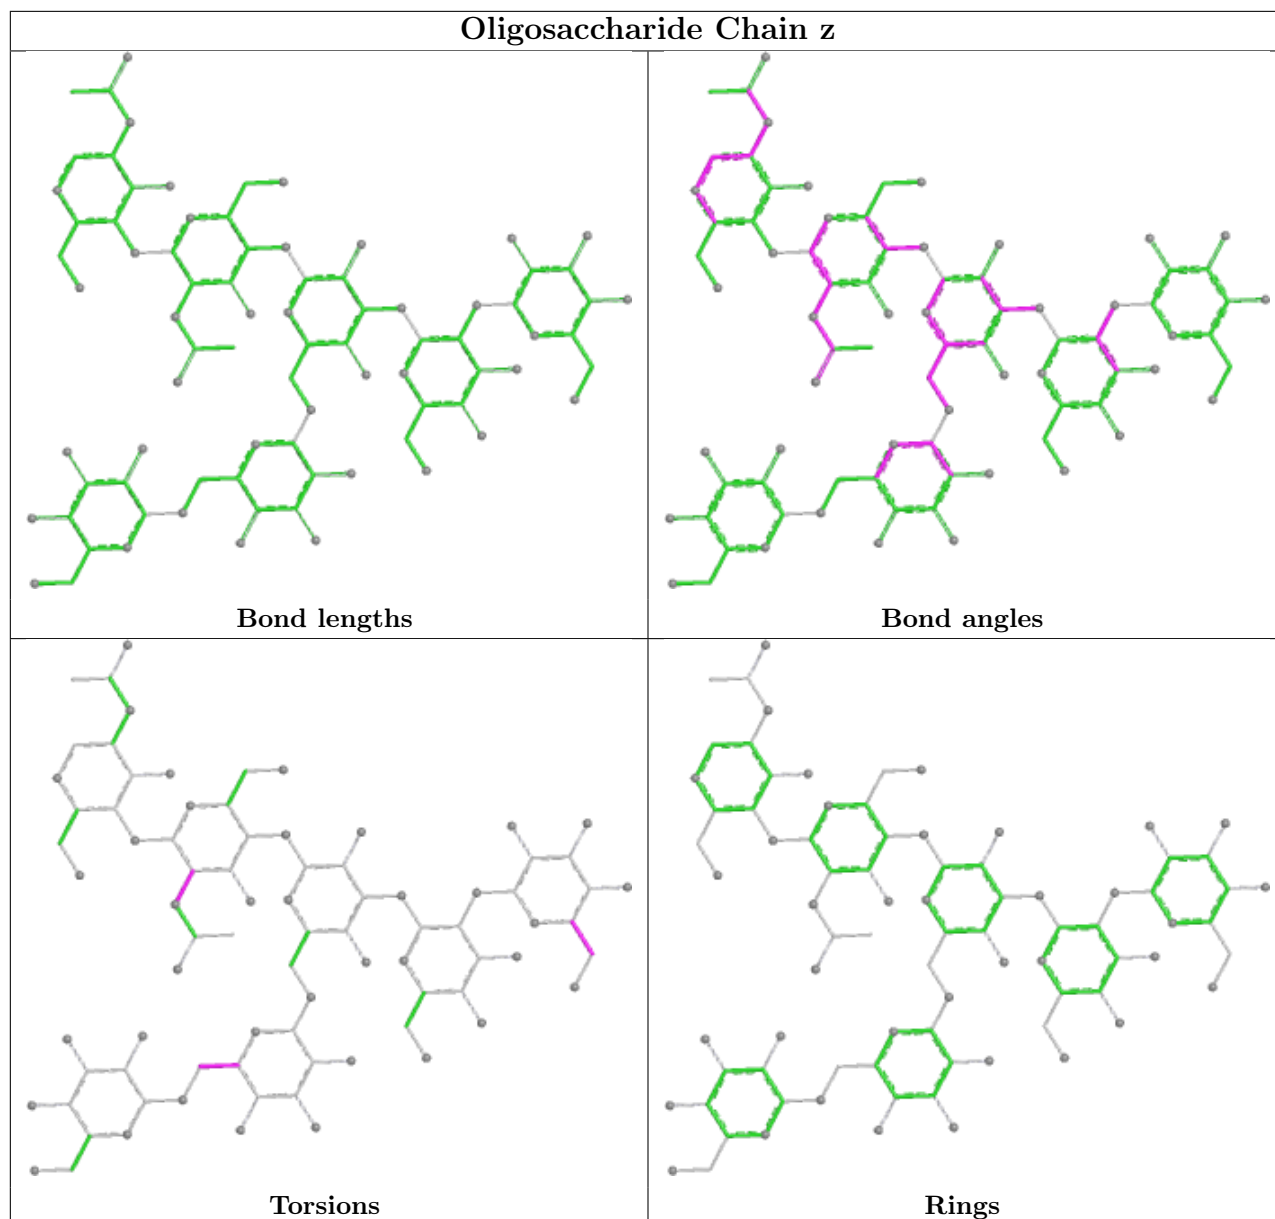 Oligosaccharide Chain z
Bond lengths
Bond angles
Torsions
Rings